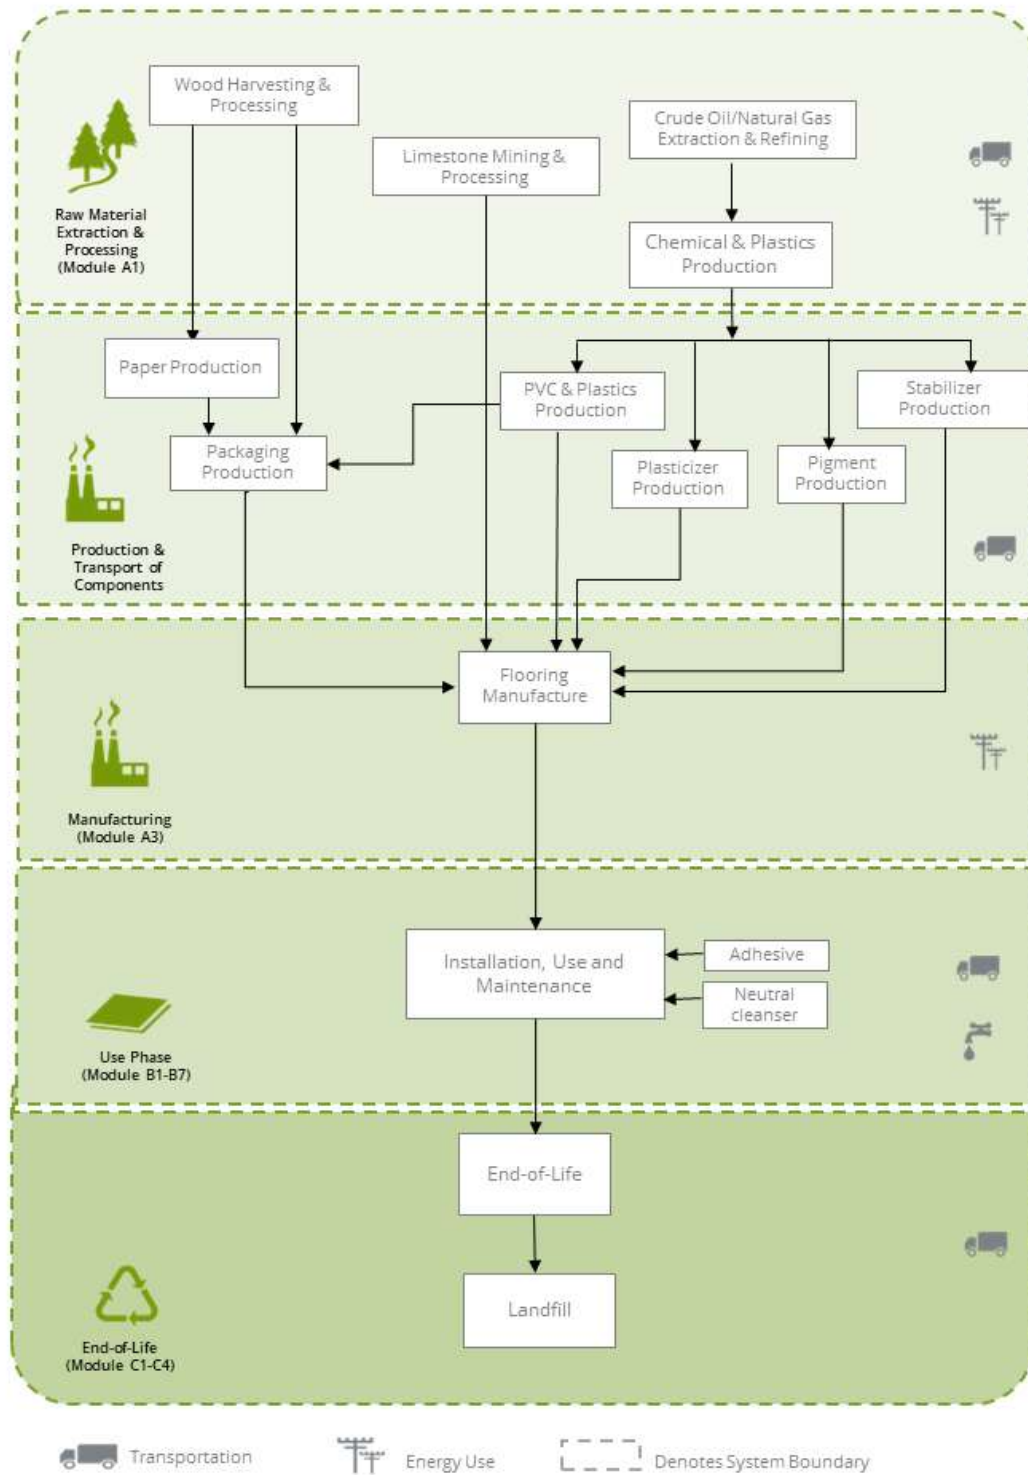 Wood Harvesting &
Processing
Crude Oil/Natural Gas
Extraction & Refining
Limestone Mining &
Processing
Raw Material
Extraction &
Processing
(Module A1)
Chemical & Plastics
Production
Paper Production
PVC & Plastics
Production
Stabilizer
Production
Packaging
Production
Plasticizer
Production
Pigment
Production
Production &
Transport of
Components
Flooring
Manufacture
Manufacturing
(Module A3)
Installation, Use and
Maintenance
Adhesive
Neutral
cleanser
Use Phase
(Module B1-B7)
End-of-Life
Landfill
End-of-Life
(Module C1-C4)
Transportation
Energy Use
Denotes System Boundary